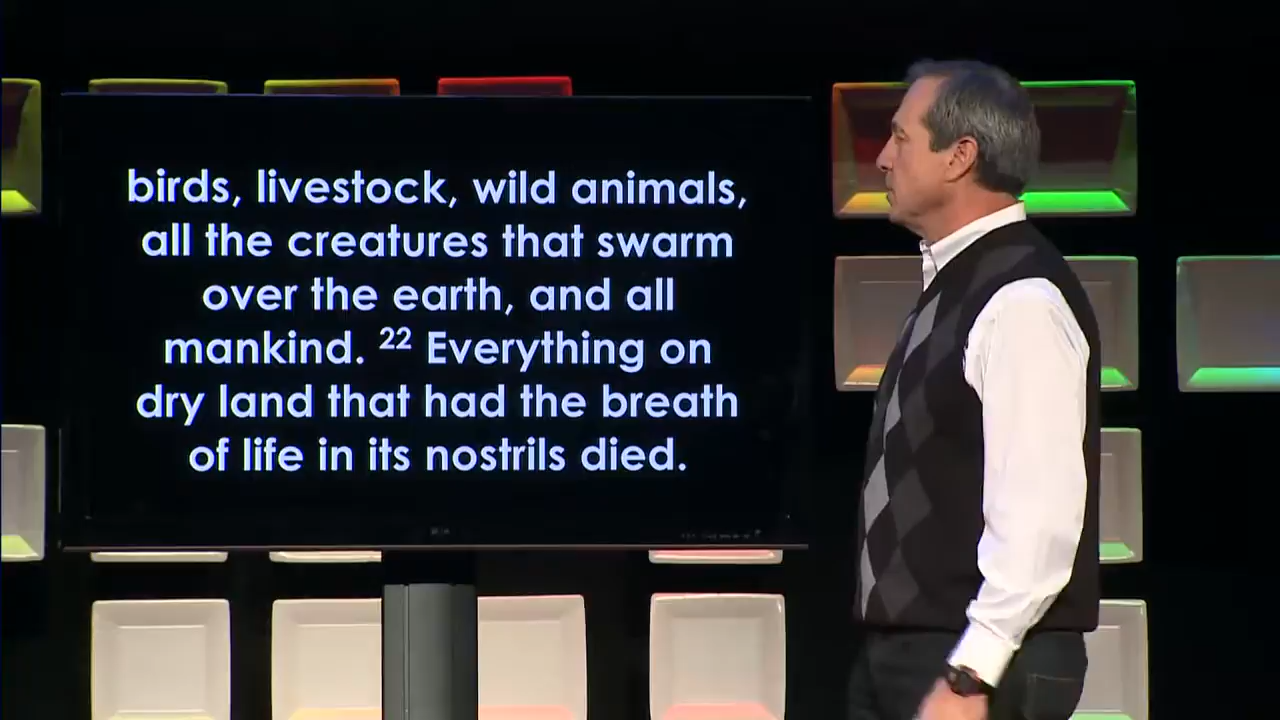 birds, livestock, wild animals,
all the creatures that swarm
over the earth, and all
mankind. ²² Everything on
dry land that had the breath
of life in its nostrils died.